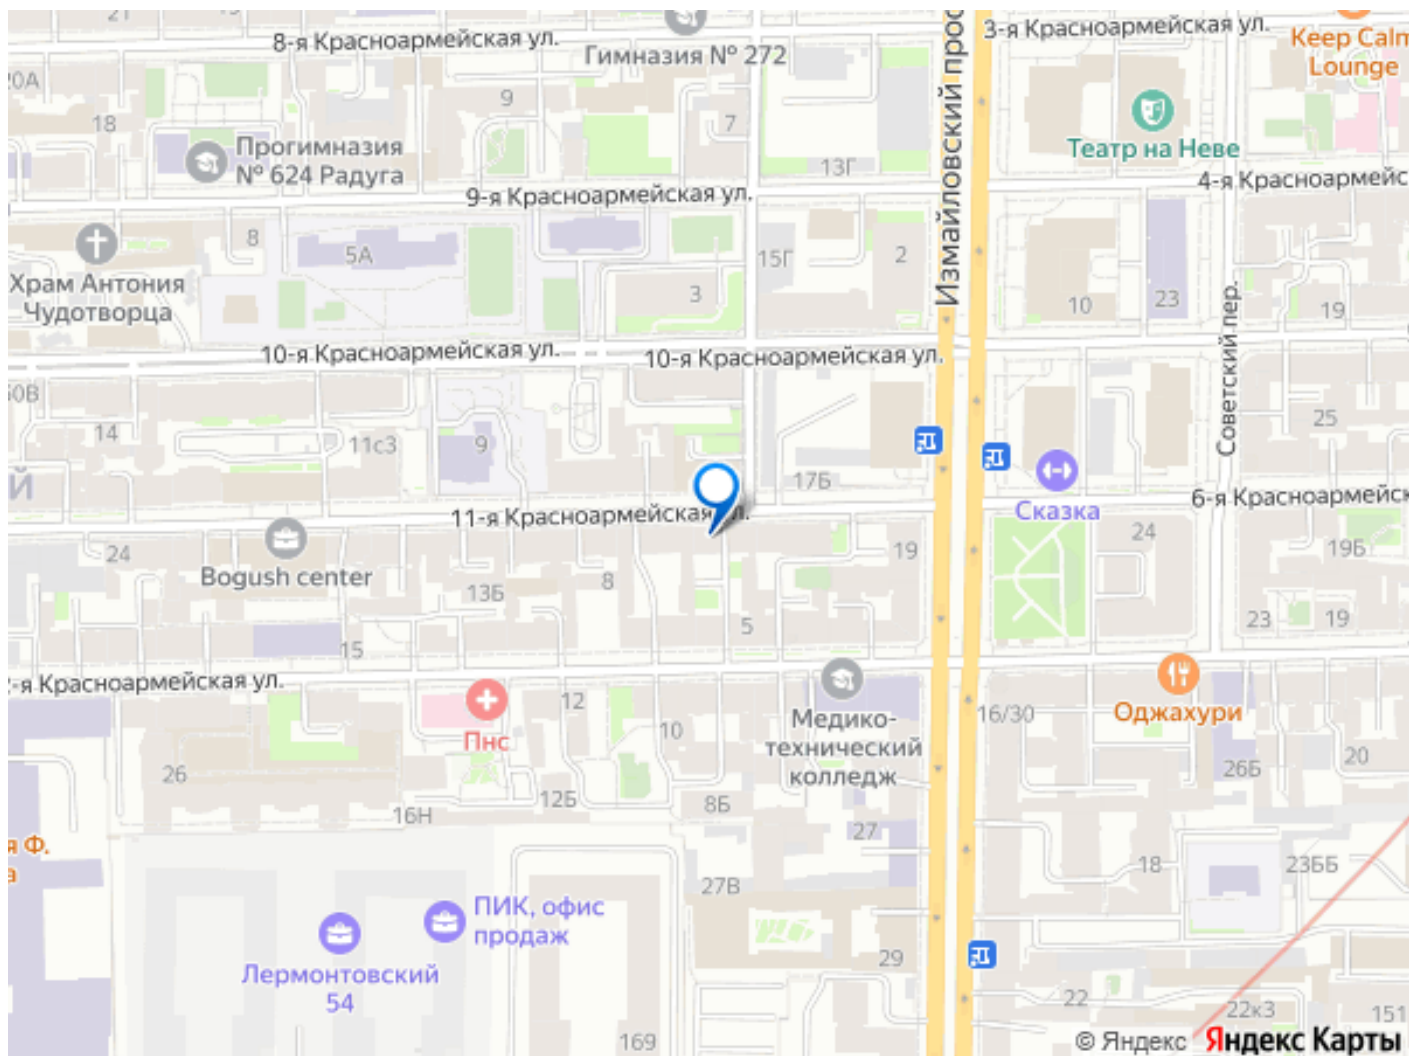 21
8-я Красноармейская ул.
Гимназия № 272
Измайловский прос
3-я Красноармейская ул.
Keep Calm
Lounge
20А
18
9
7
13Г
Прогимназия
№ 624 Радуга
Театр на Неве
9-я Красноармейская ул.
4-я Красноармейс
8
5А
15Г
2
3
10
23
19
Храм Антония
Чудотворца
Советский пер.
10-я Красноармейская ул.
10-я Красноармейская ул.
14
11с3
9
17Б
25
Й
Сказка
11-я Красноармейская ул.
6-я Красноармейск
24
Bogush center
13Б
8
19
24
19Б
5
23
19
15
-я Красноармейская ул.
Пнс
12
10
Медико-
технический
колледж
16/30
Оджахури
26
16Н
12Б
8Б
27
26Б
20
я Ф.
а
27В
18
23ББ
ПИК, офис
продаж
Лермонтовский
54
29
22
22к3
151
169
© Яндекс Яндекс Карты